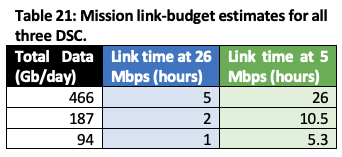 Table 21: Mission link-budget estimates for all
three DSC.
Total Data Link time at 26 Link time at 5
(Gb/day) Mbps (hours) Mbps (hours)
466 5 26
187 2 10.5
94 1 5.3